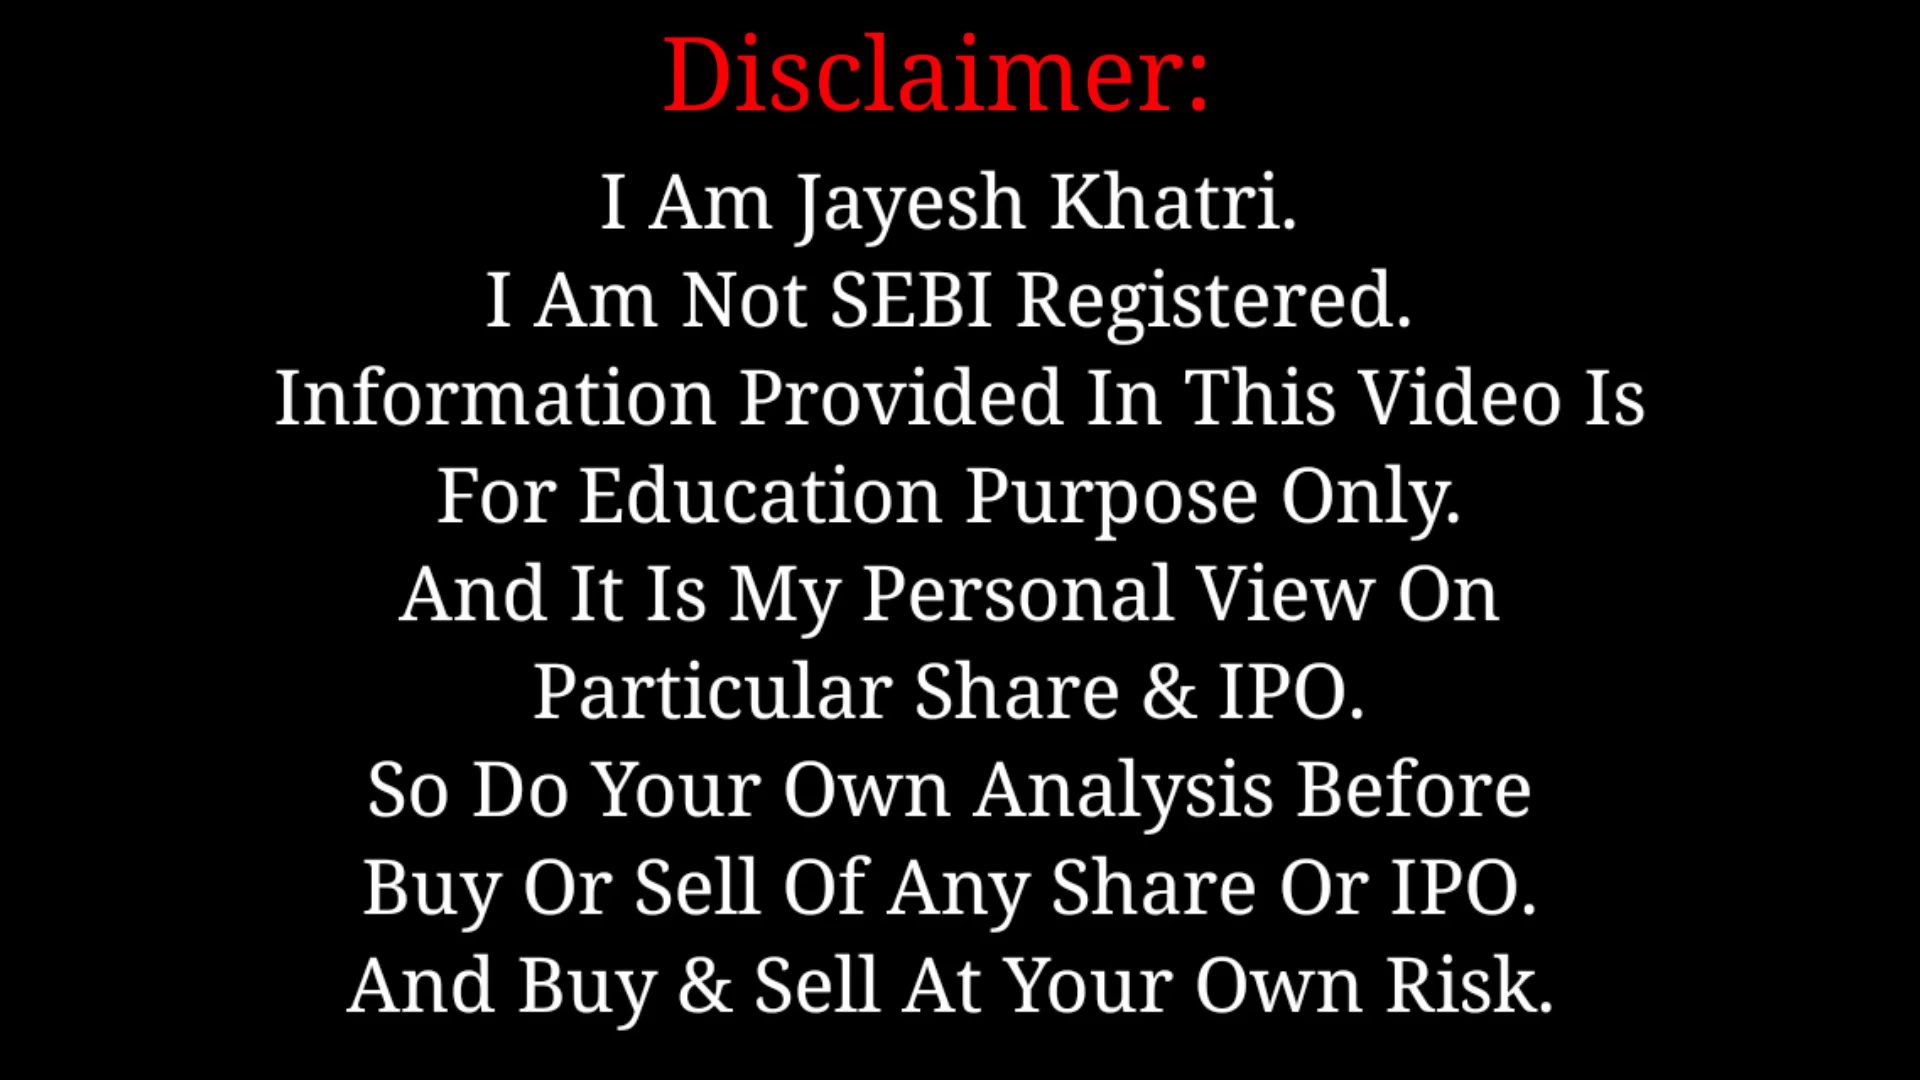 Disclaimer:
I Am Jayesh Khatri.
I Am Not SEBI Registered.
Information Provided In This Video Is
For Education Purpose Only.
And It Is My Personal View On
Particular Share & IPO.
So Do Your Own Analysis Before
Buy Or Sell Of Any Share Or IPO.
And Buy & Sell At Your Own Risk.